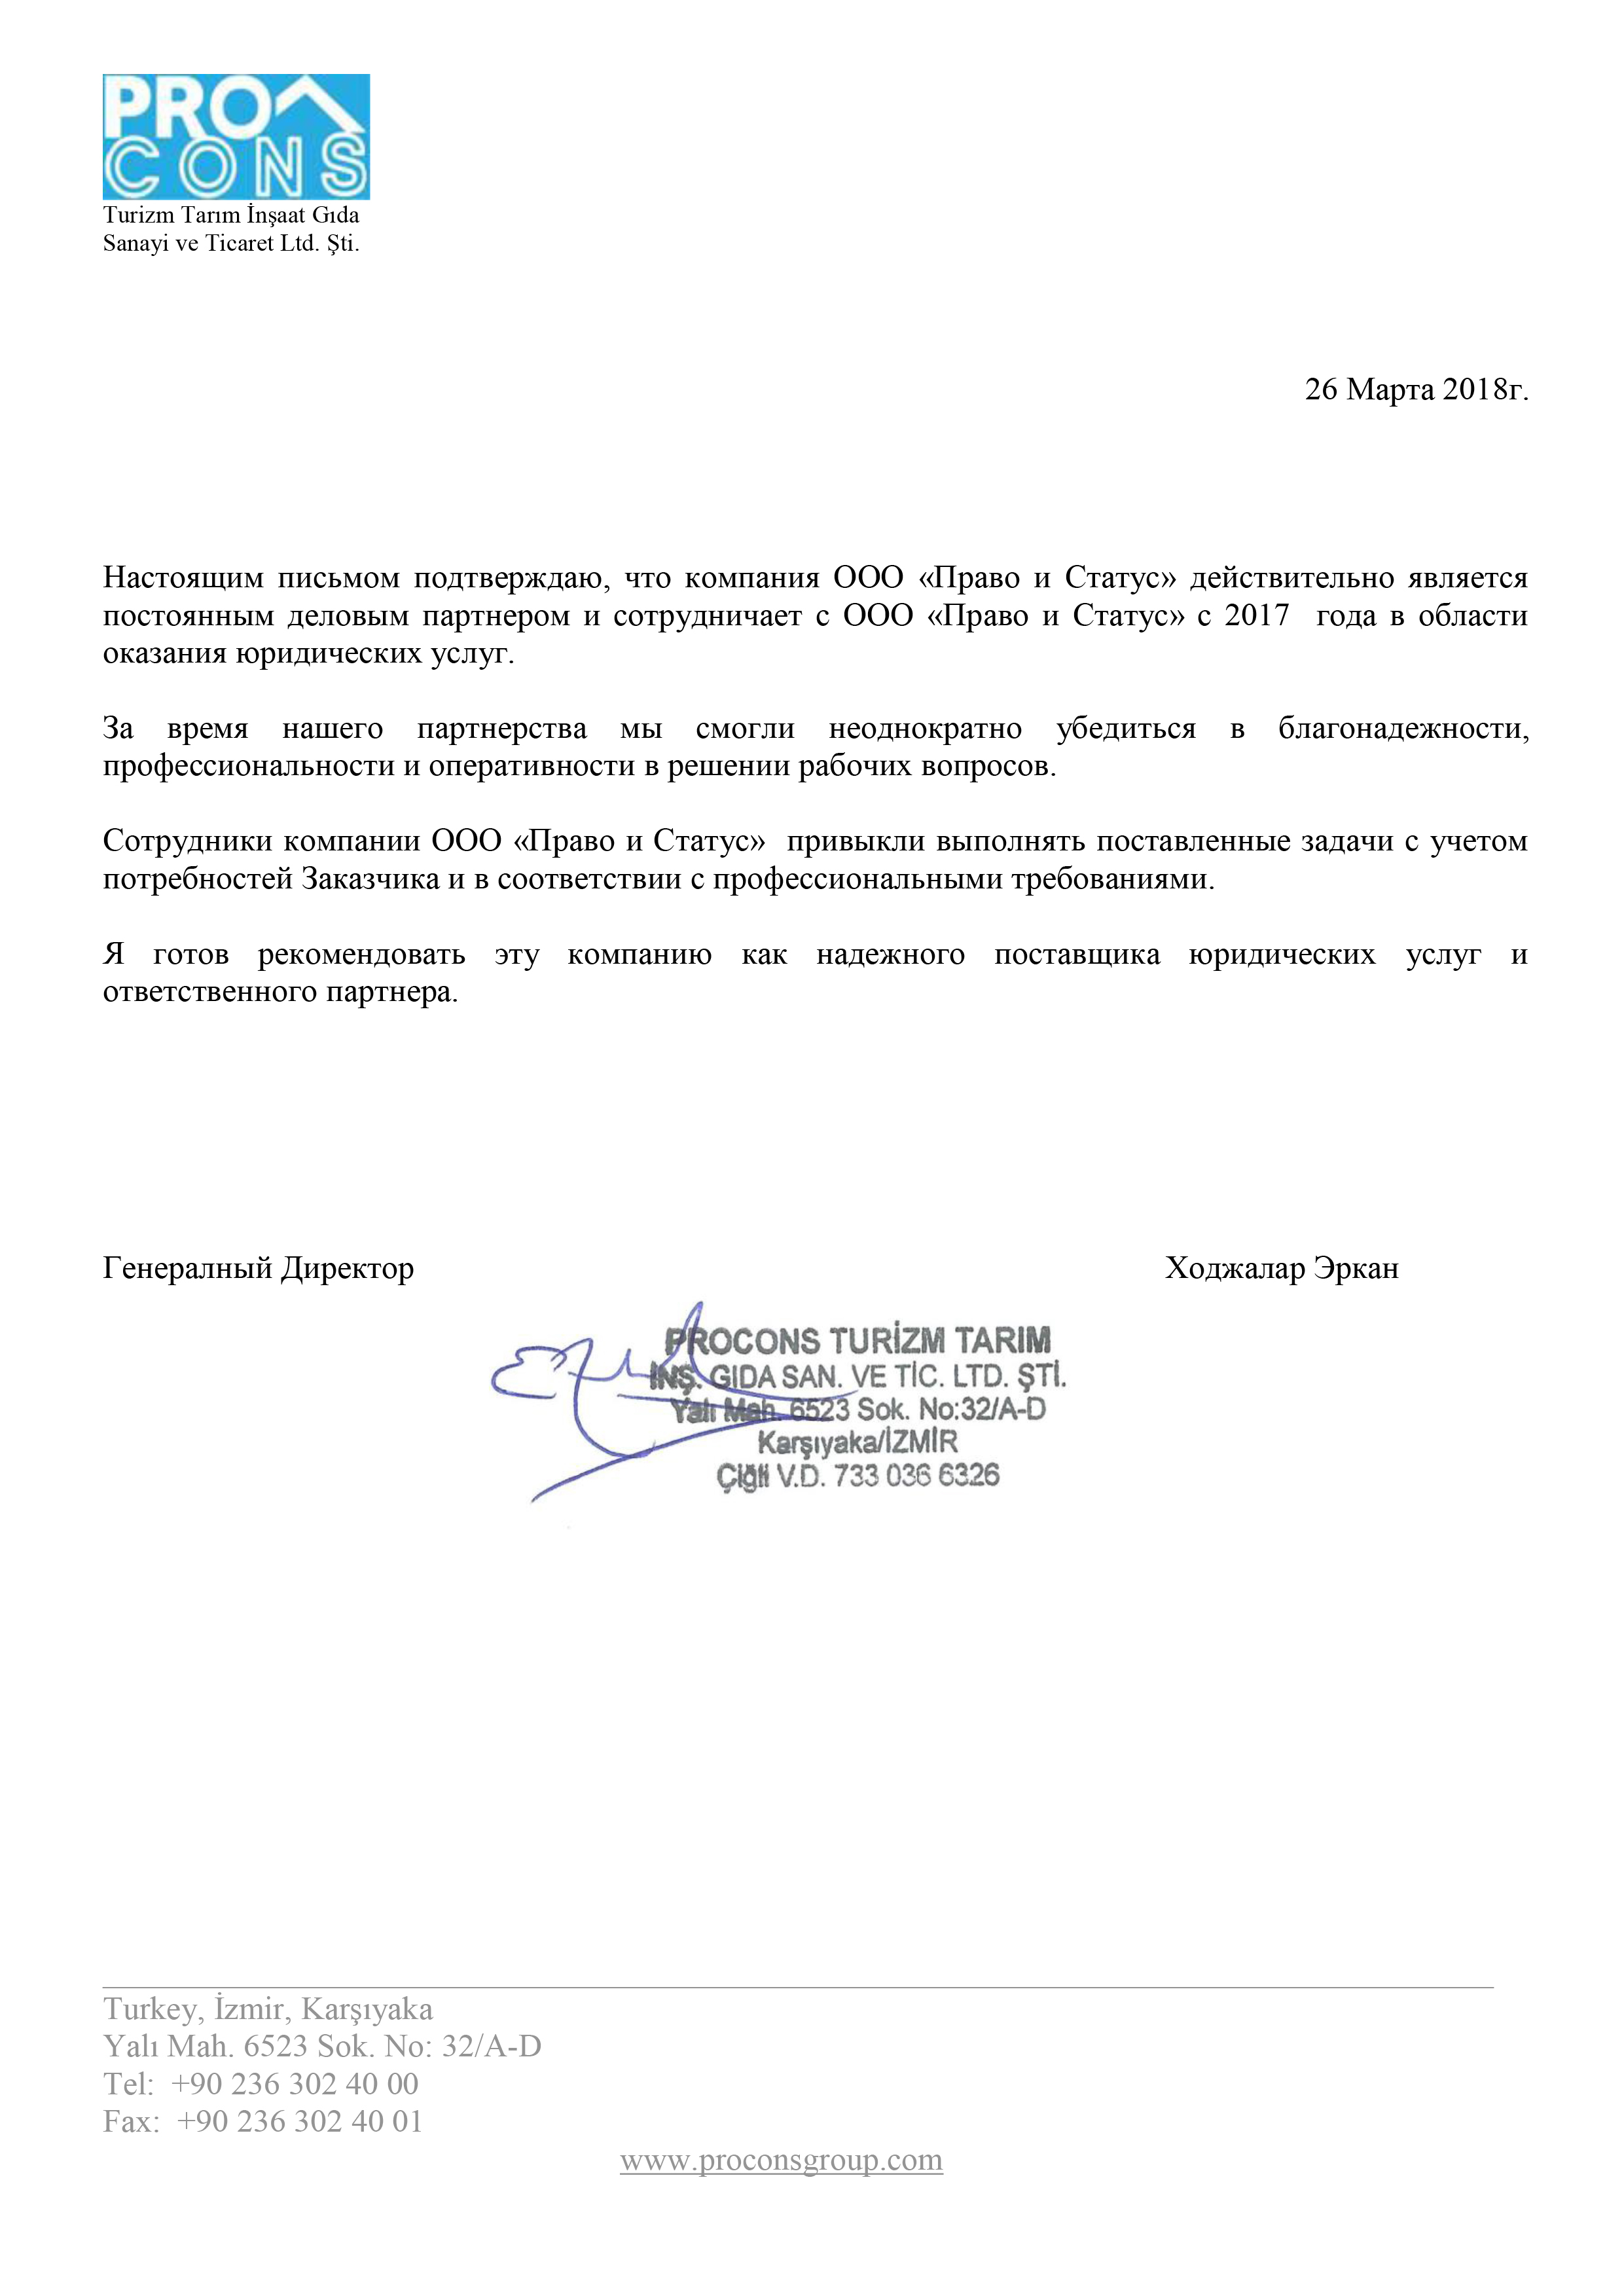 PRO
CONS
Turizm Tarım İnşaat Gıda
Sanayi ve Ticaret Ltd. Şti.
26 Марта 2018г.
Настоящим письмом подтверждаю, что компания ООО «Право и Статус» действительно является
постоянным деловым партнером и сотрудничает с ООО «Право и Статус» с 2017 года в области
оказания юридических услуг.
За время нашего партнерства мы смогли неоднократно убедиться в благонадежности,
профессиональности и оперативности в решении рабочих вопросов.
Сотрудники компании ООО «Право и Статус» привыкли выполнять поставленные задачи с учетом
потребностей Заказчика и в соответствии с профессиональными требованиями.
Я готов рекомендовать эту компанию как надежного поставщика юридических услуг и
ответственного партнера.
Генералный Директор Ходжалар Эркан
PROCONS TURİZM TARIM
İNŞ. GIDA SAN. VE TİC. LTD. ŞTİ.
Yalı Mah. 6523 Sok. No:32/A-D
Karşıyaka/İZMİR
Çiğli V.D. 733 036 6326
Turkey, İzmir, Karşıyaka
Yalı Mah. 6523 Sok. No: 32/A-D
Tel: +90 236 302 40 00
Fax: +90 236 302 40 01
www.proconsgroup.com